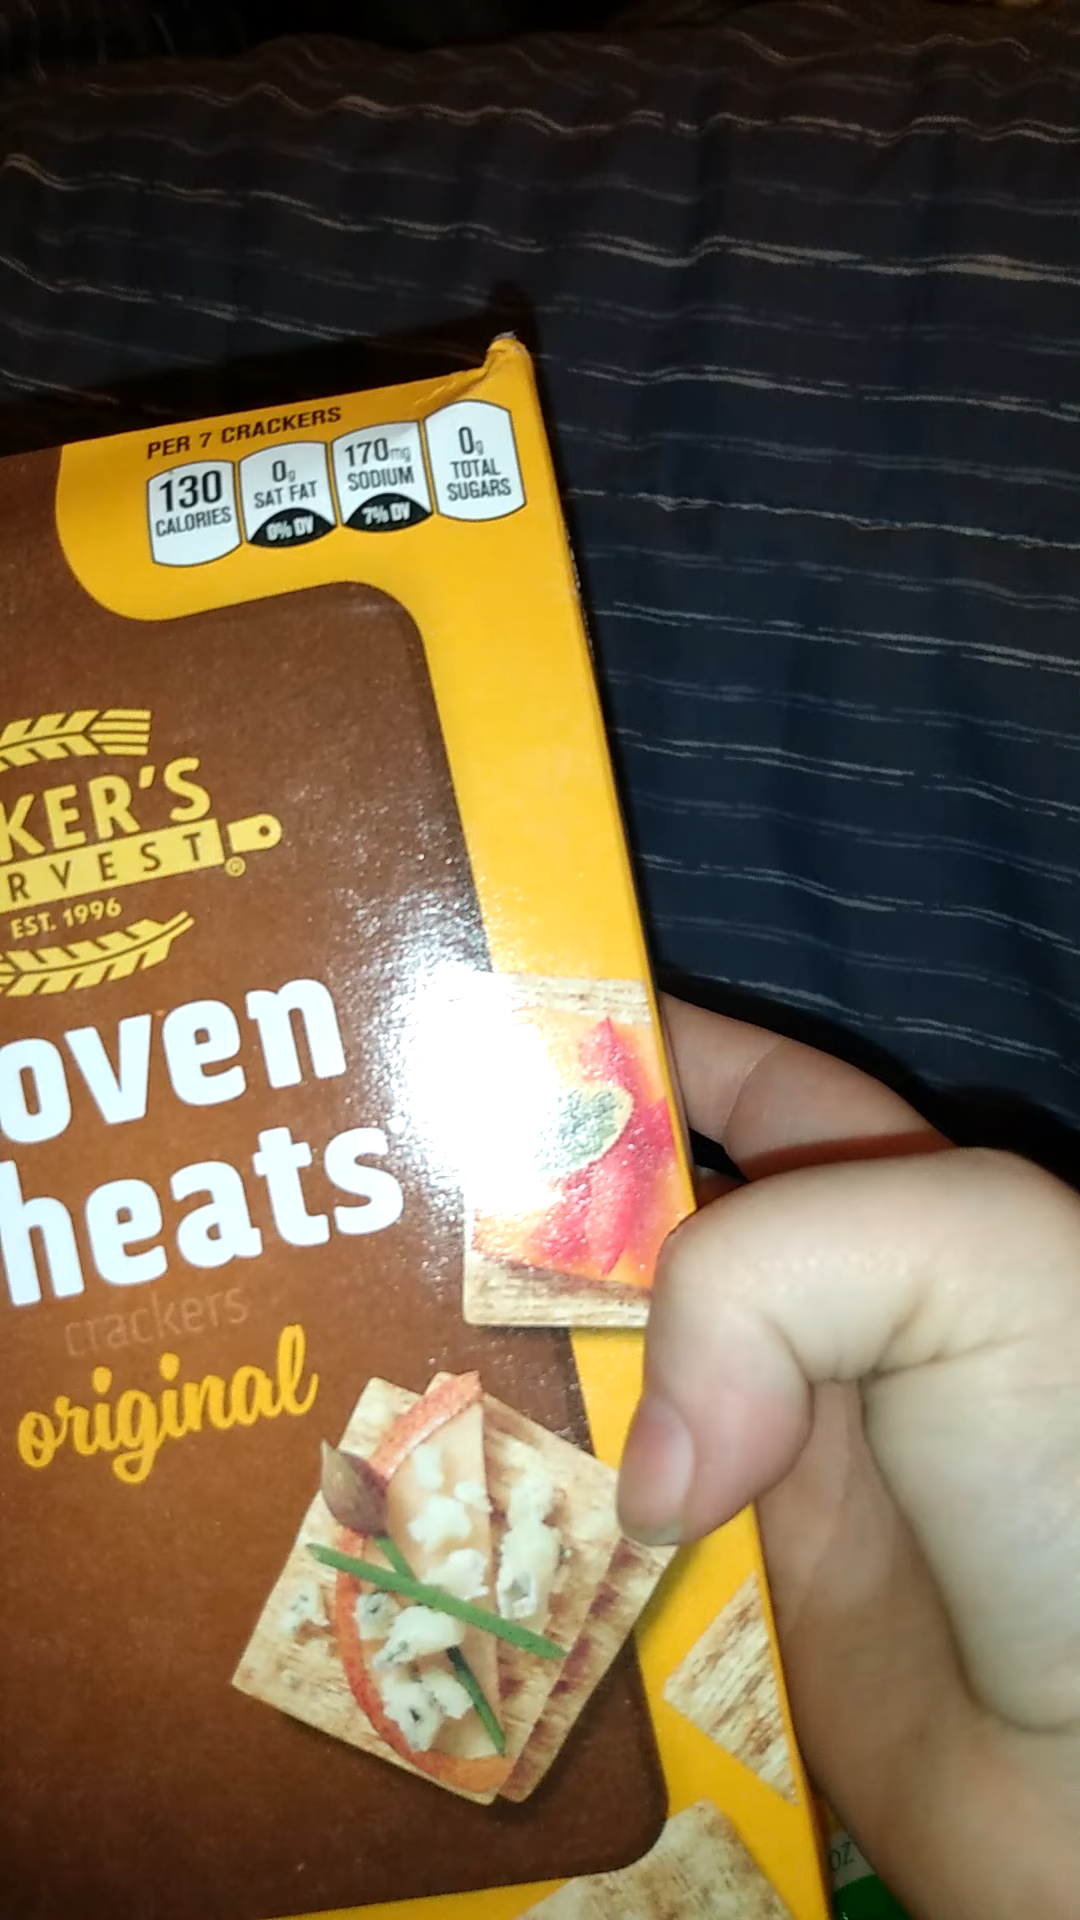 PER 7 CRACKERS
130 CALORIES
0g SAT FAT 0% DV
170mg SODIUM 7% DV
0g TOTAL SUGARS
KER'S
RVEST®
EST. 1996
oven
heats
crackers
original
OZ